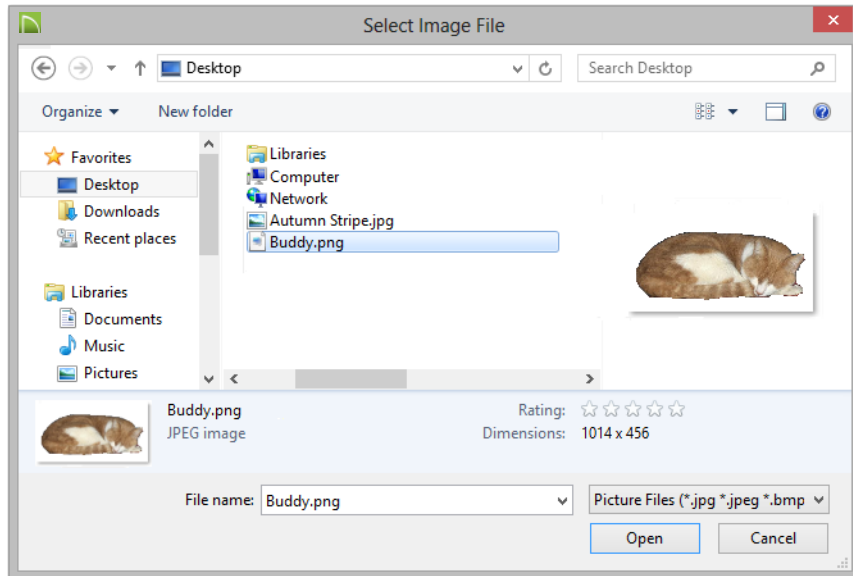 Select Image File
Desktop
Search Desktop
Organize
New folder
Favorites
Desktop
Downloads
Recent places
Libraries
Documents
Music
Pictures
Libraries
Computer
Network
Autumn Stripe.jpg
Buddy.png
Buddy.png
JPEG image
Rating:
Dimensions: 1014 x 456
File name: Buddy.png
Picture Files (*.jpg *.jpeg *.bmp
Open
Cancel